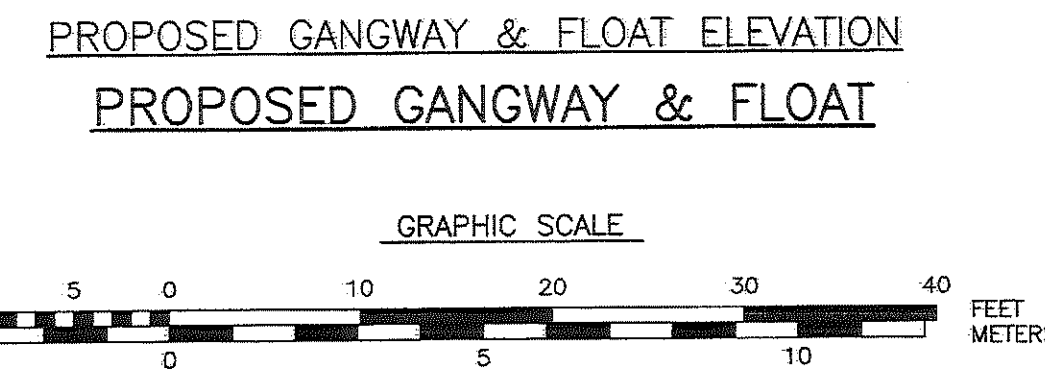 PROPOSED GANGWAY & FLOAT ELEVATION
PROPOSED GANGWAY & FLOAT
GRAPHIC SCALE
5 0 10 20 30 40
FEET
METERS
0 5 10